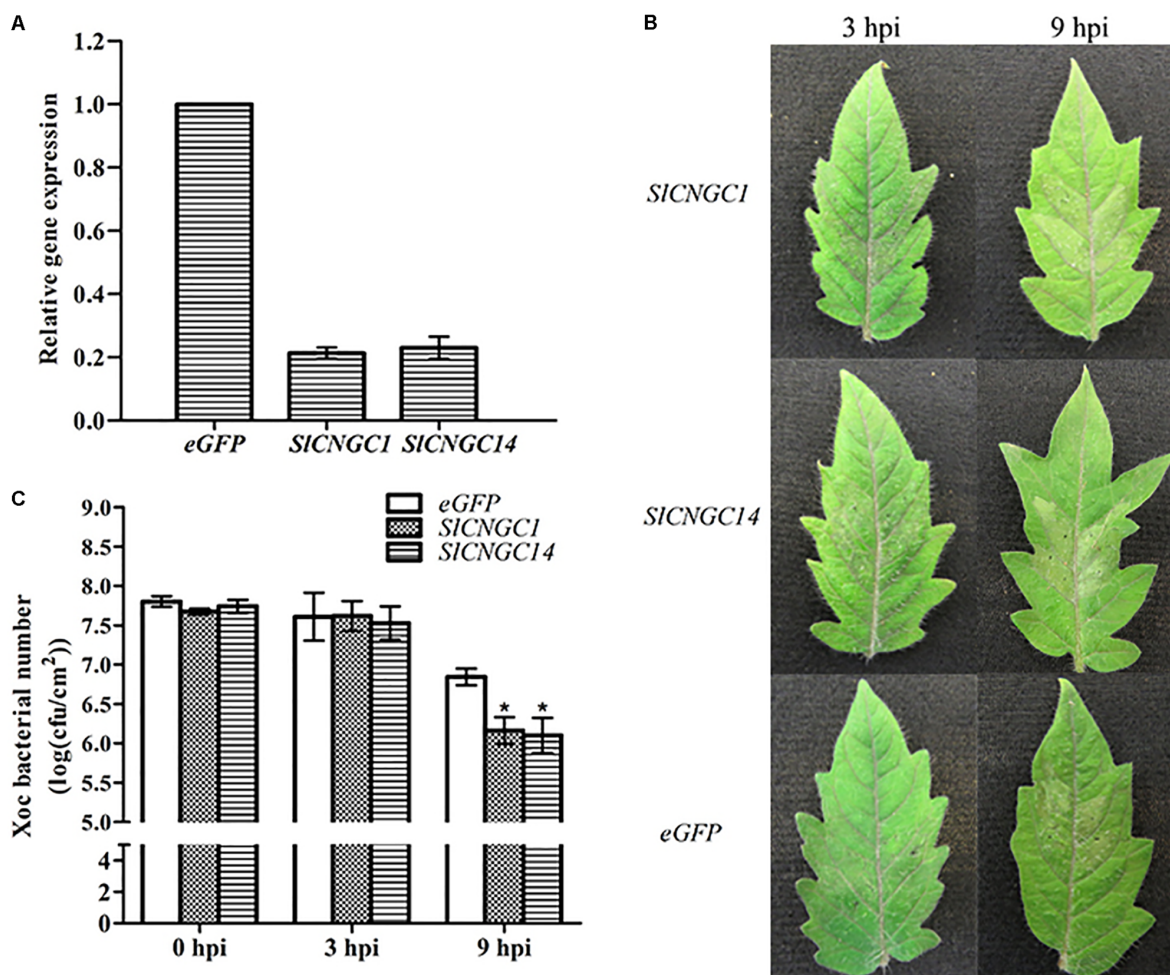 A
1.2
1.0
0.8
0.6
0.4
0.2
0.0
Relative gene expression
eGFP SlCNGC1 SlCNGC14
B
3 hpi 9 hpi
SlCNGC1
SlCNGC14
eGFP
C
eGFP
SlCNGC1
SlCNGC14
9.0
8.5
8.0
7.5
7.0
6.5
6.0
5.5
5.0
4
2
0
Xoc bacterial number
(log(cfu/cm²))
* *
0 hpi 3 hpi 9 hpi